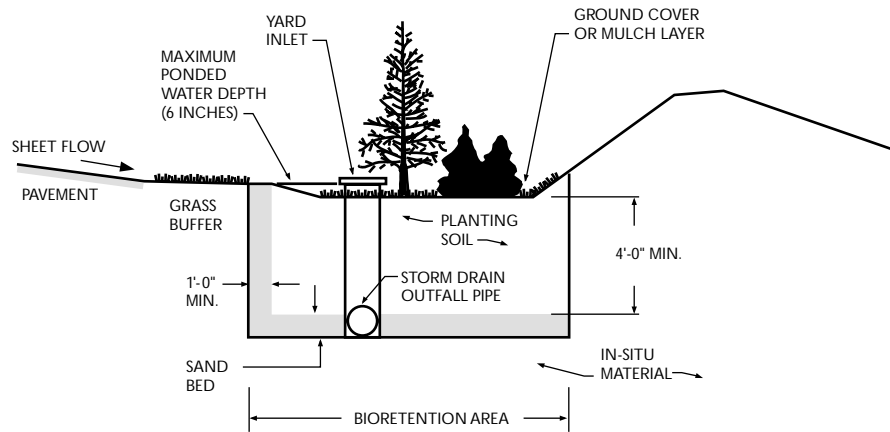 YARD
INLET
GROUND COVER
OR MULCH LAYER
MAXIMUM
PONDED
WATER DEPTH
(6 INCHES)
SHEET FLOW
PAVEMENT
GRASS
BUFFER
PLANTING
SOIL
4'-0" MIN.
1'-0"
MIN.
STORM DRAIN
OUTFALL PIPE
SAND
BED
IN-SITU
MATERIAL
BIORETENTION AREA